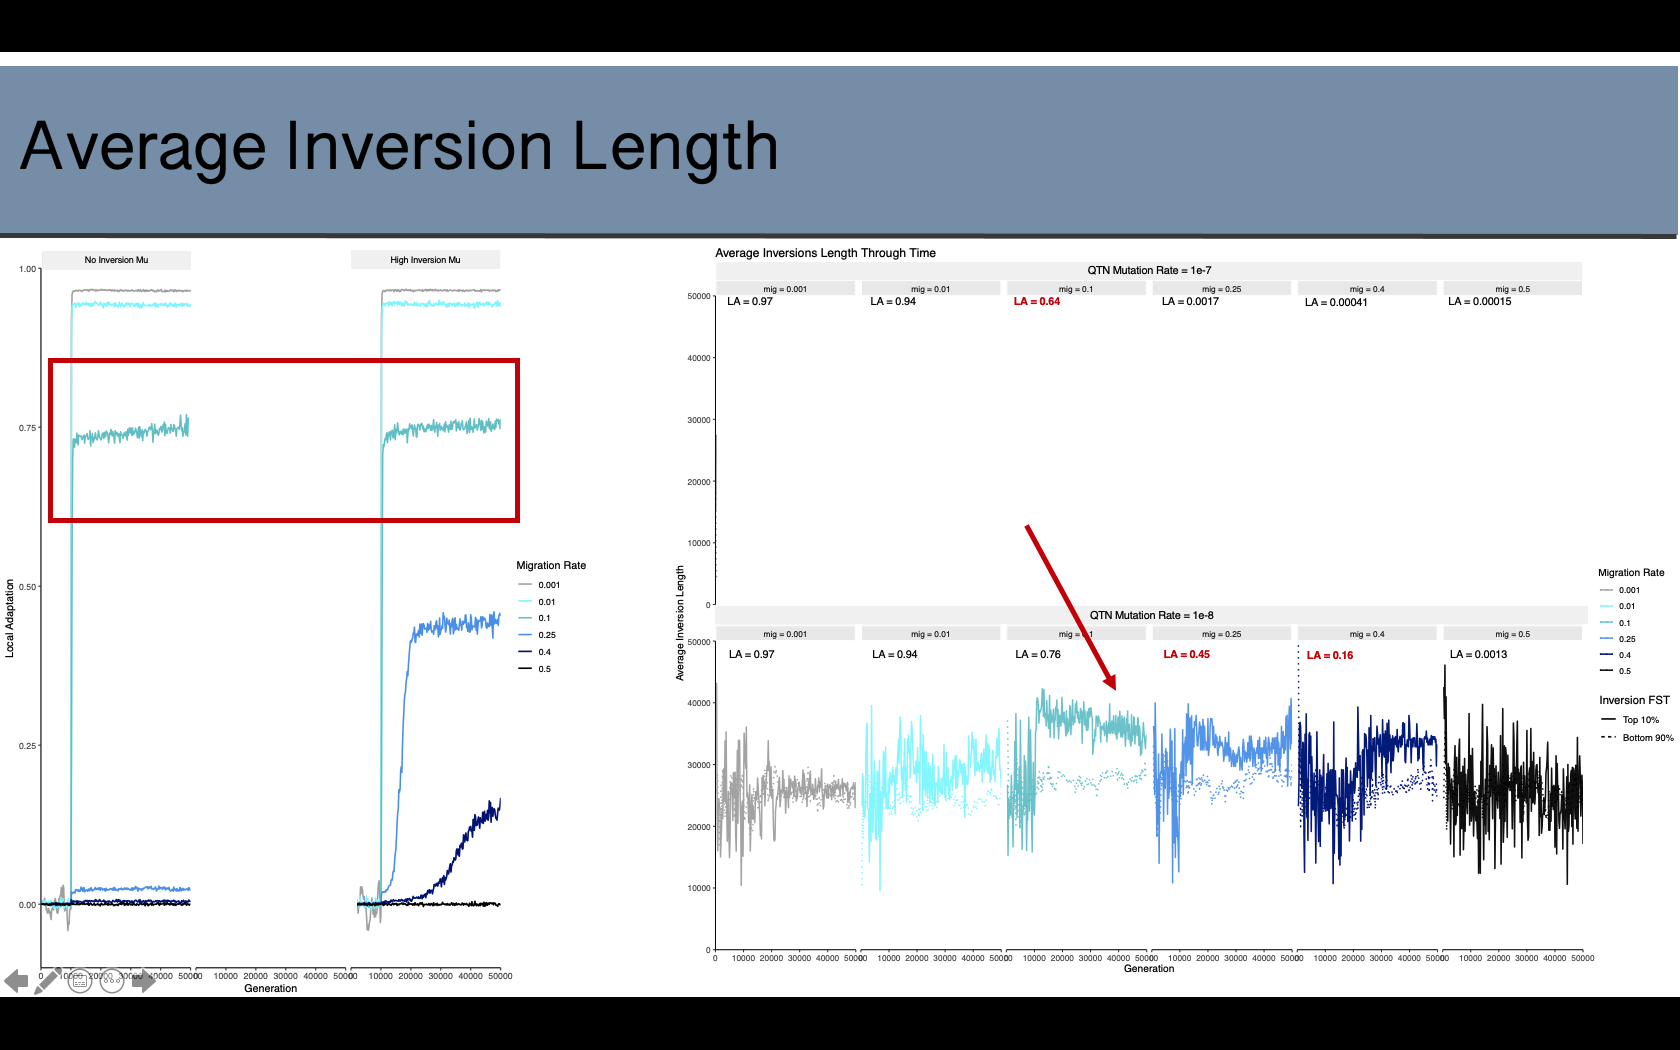 Average Inversion Length
No Inversion Mu
High Inversion Mu
1.00
0.75
0.50
0.25
0.00
Local Adaptation
0 10000 20000 30000 40000 50000
0 10000 20000 30000 40000 50000
0 10000 20000 30000 40000 50000
Generation
Migration Rate
0.001
0.01
0.1
0.25
0.4
0.5
Average Inversions Length Through Time
QTN Mutation Rate = 1e-7
mig = 0.001 mig = 0.01 mig = 0.1 mig = 0.25 mig = 0.4 mig = 0.5
LA = 0.97 LA = 0.94 LA = 0.64 LA = 0.0017 LA = 0.00041 LA = 0.00015
50000
40000
30000
20000
10000
0
QTN Mutation Rate = 1e-8
mig = 0.001 mig = 0.01 mig = 0.1 mig = 0.25 mig = 0.4 mig = 0.5
LA = 0.97 LA = 0.94 LA = 0.76 LA = 0.45 LA = 0.16 LA = 0.0013
50000
40000
30000
20000
10000
0
Average Inversion Length
0 10000 20000 30000 40000 50000
0 10000 20000 30000 40000 50000
0 10000 20000 30000 40000 50000
0 10000 20000 30000 40000 50000
0 10000 20000 30000 40000 50000
0 10000 20000 30000 40000 50000
Generation
Migration Rate
0.001
0.01
0.1
0.25
0.4
0.5
Inversion FST
Top 10%
Bottom 90%